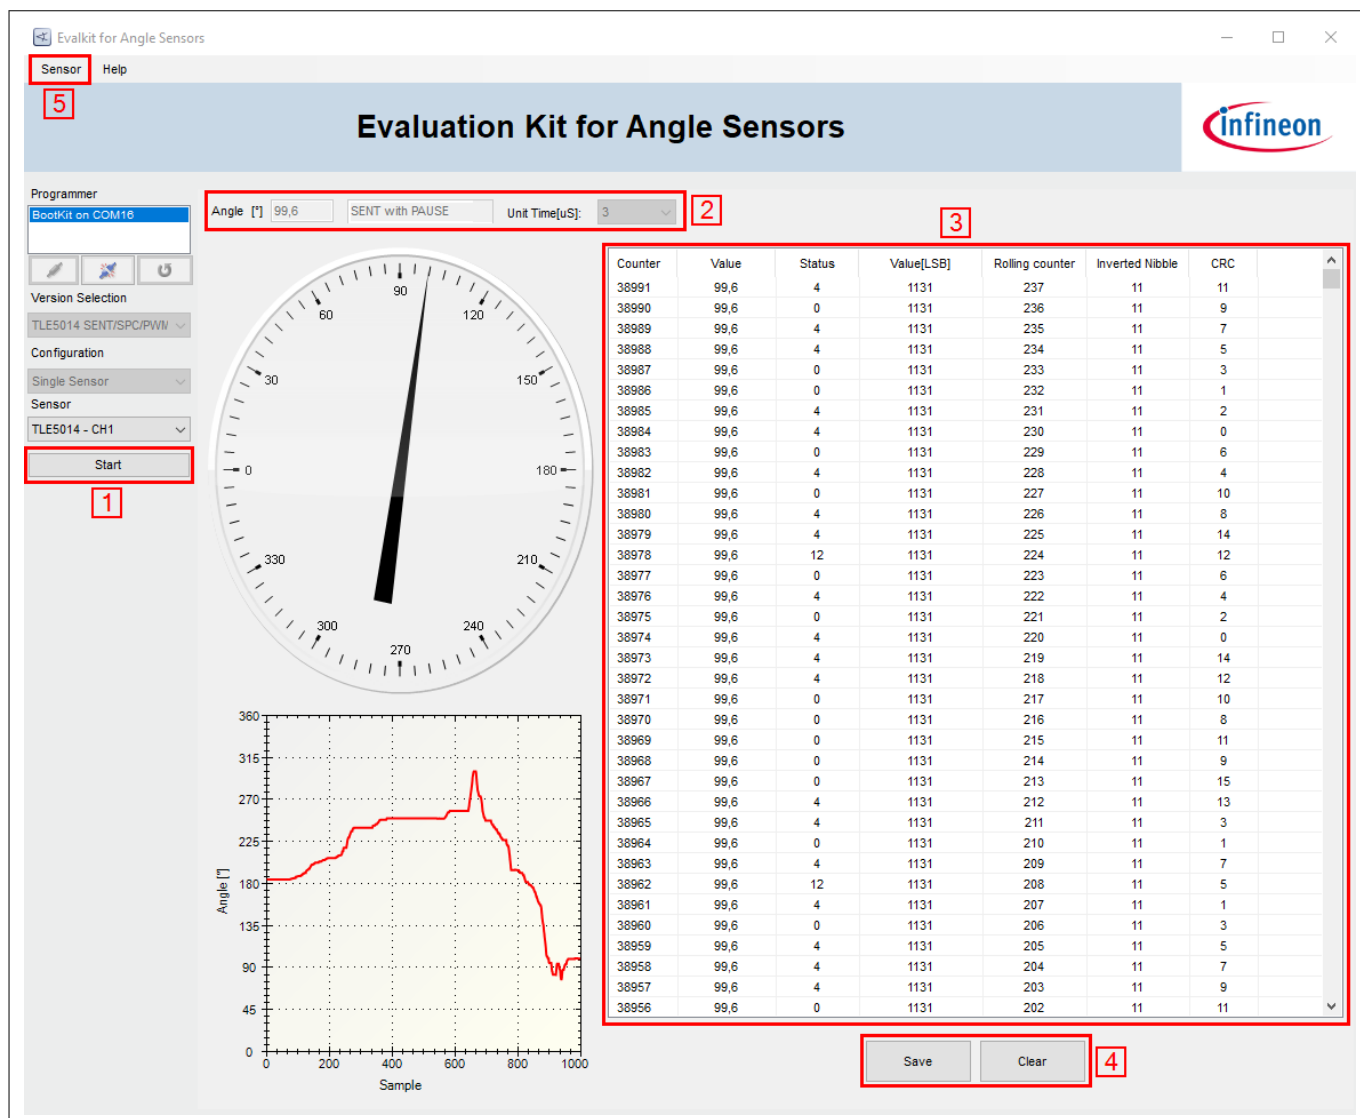 Evalkit for Angle Sensors
Sensor Help
5
Evaluation Kit for Angle Sensors
infineon
Programmer
BootKit on COM16
Version Selection
TLE5014 SENT/SPC/PWM
Configuration
Single Sensor
Sensor
TLE5014 - CH1
Start
1
Angle [°] 99,6 SENT with PAUSE Unit Time[uS]: 3
2
3
0 30 60 90 120 150 180 210 240 270 300 330
Counter Value Status Value[LSB] Rolling counter Inverted Nibble CRC
38991 99,6 4 1131 237 11 11
38990 99,6 0 1131 236 11 9
38989 99,6 4 1131 235 11 7
38988 99,6 4 1131 234 11 5
38987 99,6 0 1131 233 11 3
38986 99,6 0 1131 232 11 1
38985 99,6 4 1131 231 11 2
38984 99,6 4 1131 230 11 0
38983 99,6 0 1131 229 11 6
38982 99,6 4 1131 228 11 4
38981 99,6 0 1131 227 11 10
38980 99,6 4 1131 226 11 8
38979 99,6 4 1131 225 11 14
38978 99,6 12 1131 224 11 12
38977 99,6 0 1131 223 11 6
38976 99,6 4 1131 222 11 4
38975 99,6 0 1131 221 11 2
38974 99,6 4 1131 220 11 0
38973 99,6 4 1131 219 11 14
38972 99,6 4 1131 218 11 12
38971 99,6 0 1131 217 11 10
38970 99,6 0 1131 216 11 8
38969 99,6 0 1131 215 11 11
38968 99,6 0 1131 214 11 9
38967 99,6 0 1131 213 11 15
38966 99,6 4 1131 212 11 13
38965 99,6 4 1131 211 11 3
38964 99,6 0 1131 210 11 1
38963 99,6 4 1131 209 11 7
38962 99,6 12 1131 208 11 5
38961 99,6 4 1131 207 11 1
38960 99,6 0 1131 206 11 3
38959 99,6 4 1131 205 11 5
38958 99,6 4 1131 204 11 7
38957 99,6 4 1131 203 11 9
38956 99,6 0 1131 202 11 11
360
315
270
225
180
135
90
45
0
Angle [°]
0 200 400 600 800 1000
Sample
Save Clear
4